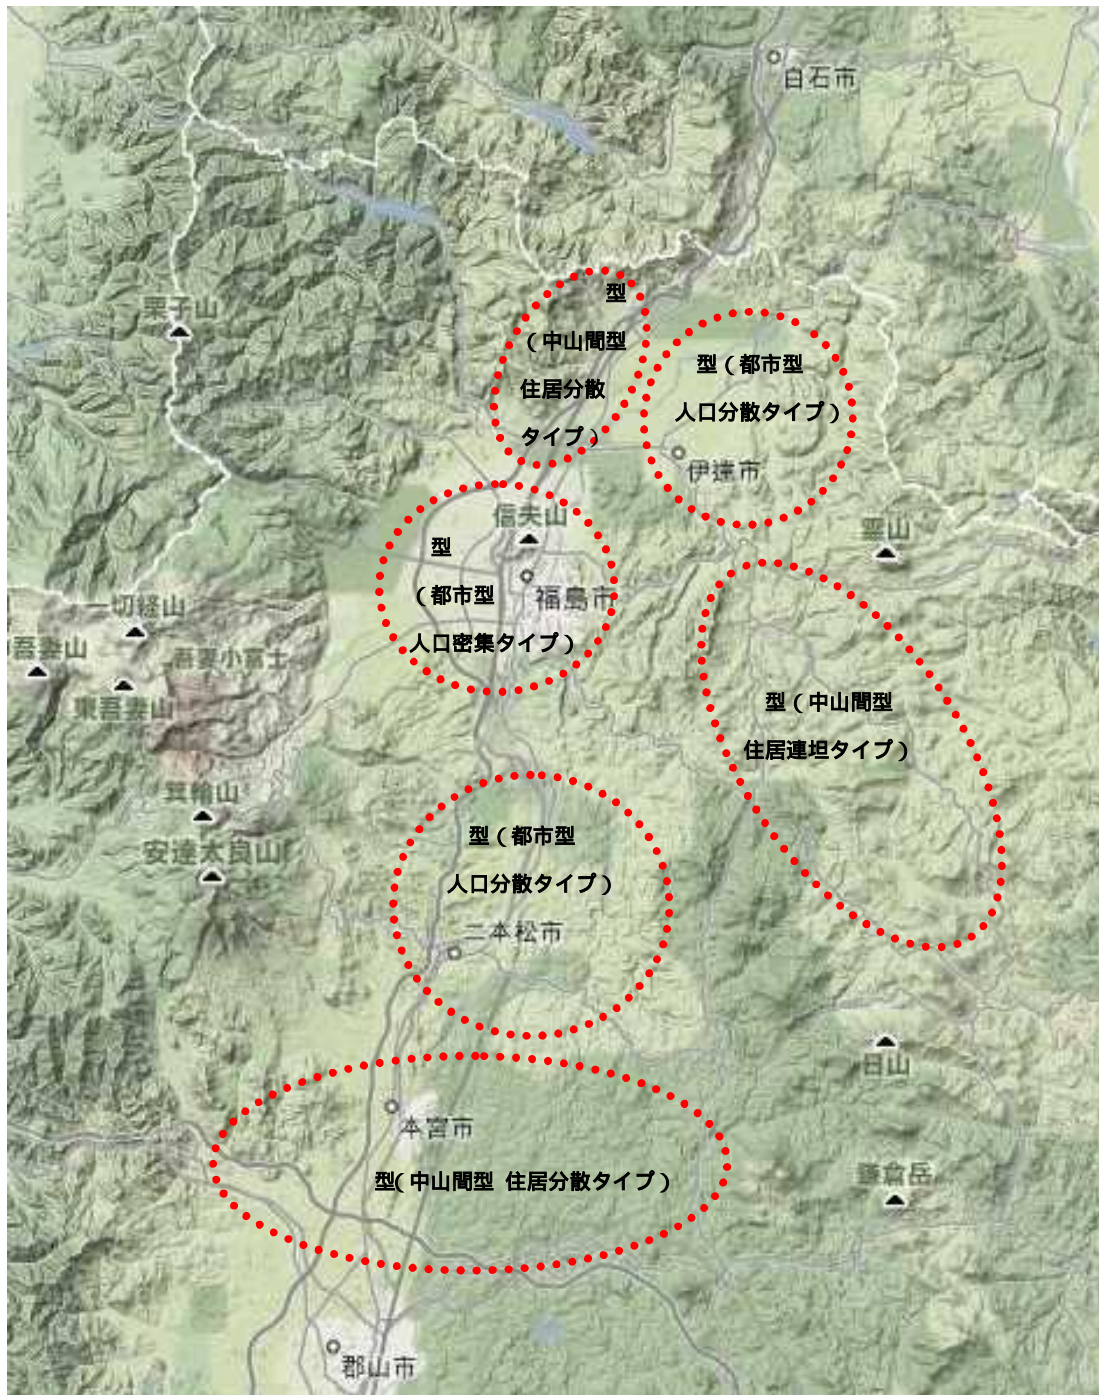 白石市
栗子山
型
（中山間型
住居分散
タイプ）
型（都市型
人口分散タイプ）
伊達市
霊山
信夫山
型
福島市
（都市型
人口密集タイプ）
一切経山
吾妻山
吾妻小富士
東吾妻山
型（中山間型
住居連坦タイプ）
箕輪山
安達太良山
型（都市型
人口分散タイプ）
二本松市
日山
本宮市
型（中山間型 住居分散タイプ）
鎌倉岳
郡山市